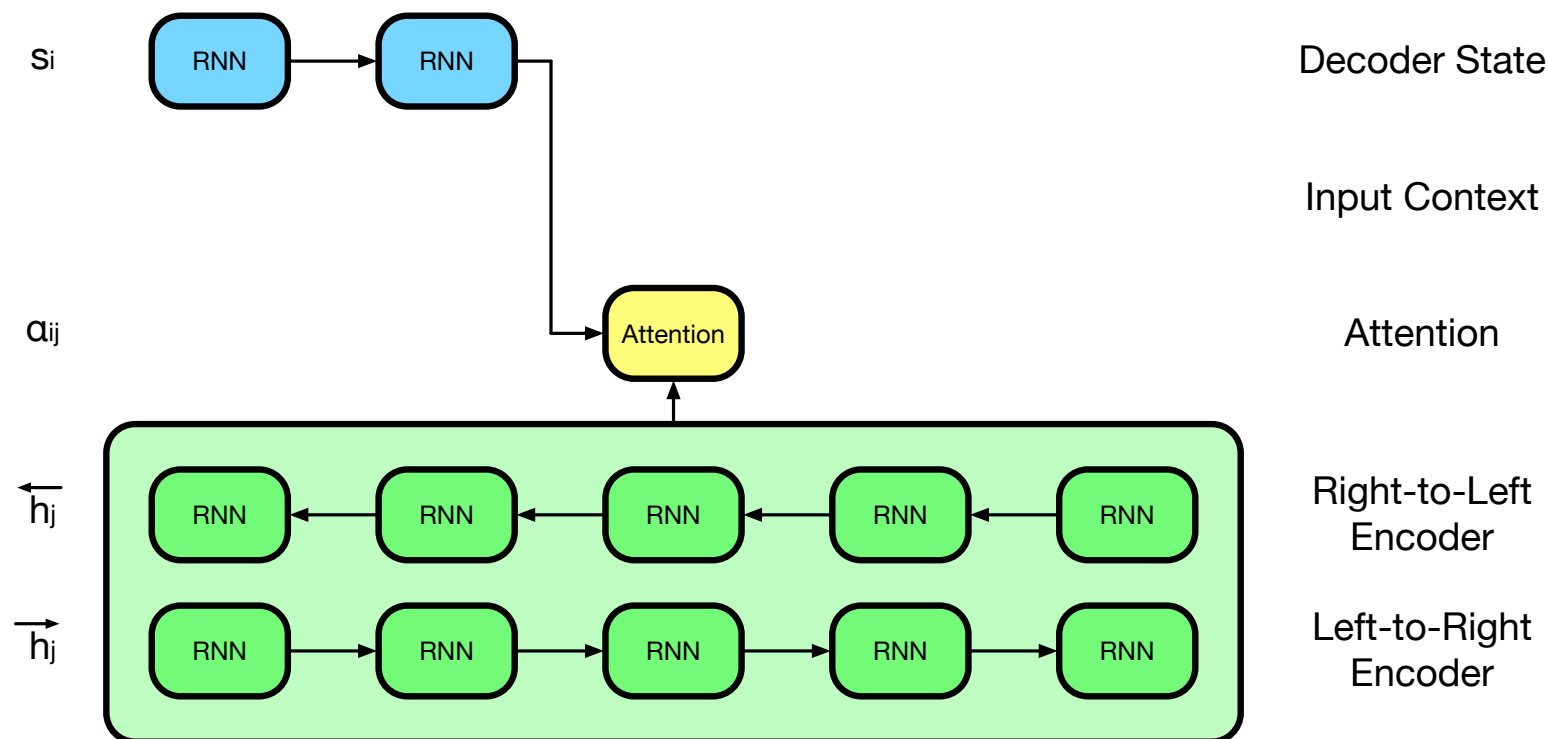 si RNN RNN Decoder State
Input Context
αij Attention Attention
hj RNN RNN RNN RNN RNN Right-to-Left
Encoder
hj RNN RNN RNN RNN RNN Left-to-Right
Encoder